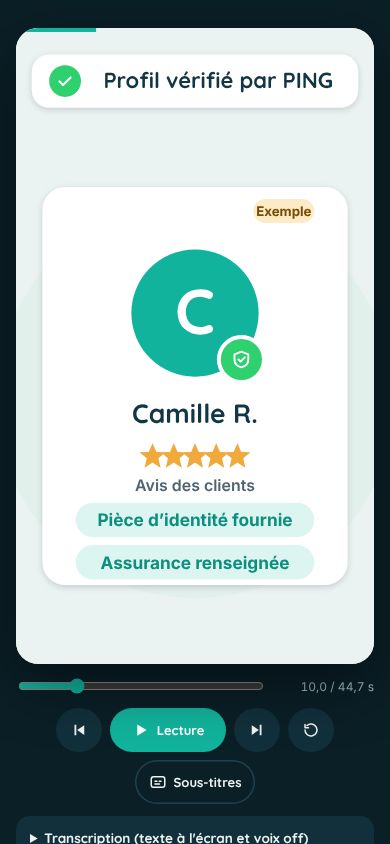 Profil vérifié par PING
Exemple
C
Camille R.
Avis des clients
Pièce d’identité fournie
Assurance renseignée
10,0 / 44,7 s
Lecture
Sous-titres
Transcription (texte à l'écran et voix off)